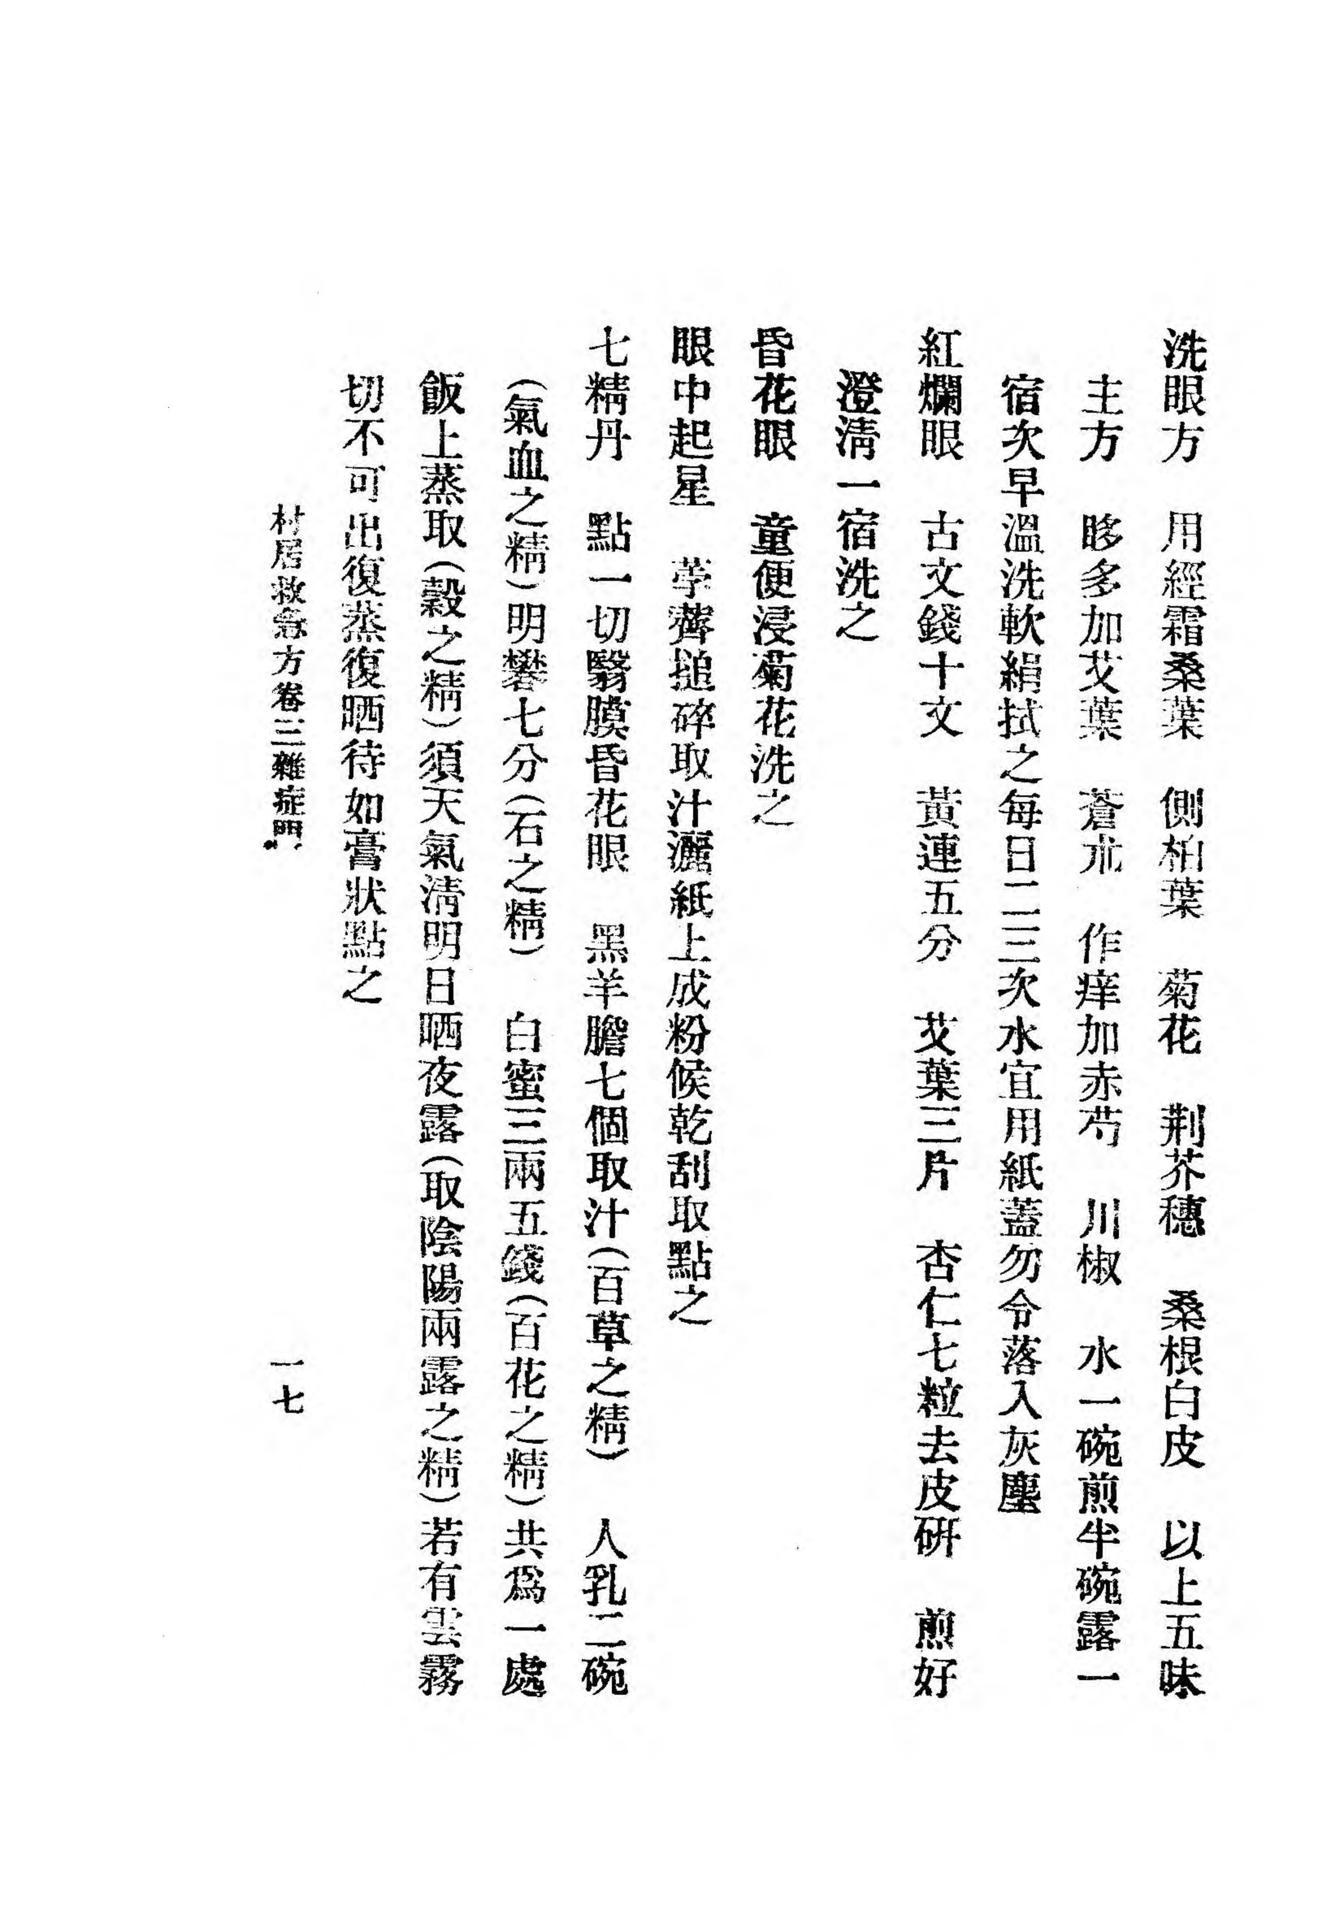 洗眼方　用經霜桑葉　側柏葉　菊花　荆芥穗　桑根白皮　以上五味
主方　眵多加艾葉　蒼朮　作痒加赤芍　川椒　水一碗煎半碗露一
宿次早溫洗軟絹拭之每日二三次水宜用紙蓋勿令落入灰塵
紅爛眼　古文錢十文　黃連五分　艾葉三片　杏仁七粒去皮研　煎好
澄清一宿洗之
昏花眼　童便浸菊花洗之
眼中起星　荸薺搥碎取汁灑紙上成粉候乾刮取點之
七精丹　點一切翳膜昏花眼　黑羊膽七個取汁（百草之精）　人乳二碗
（氣血之精）明礬七分（石之精）　白蜜三兩五錢（百花之精）共爲一處
飯上蒸取（穀之精）須天氣清明日晒夜露（取陰陽兩露之精）若有雲霧
切不可出復蒸復晒待如膏狀點之
村居救急方卷三雜症門
一七